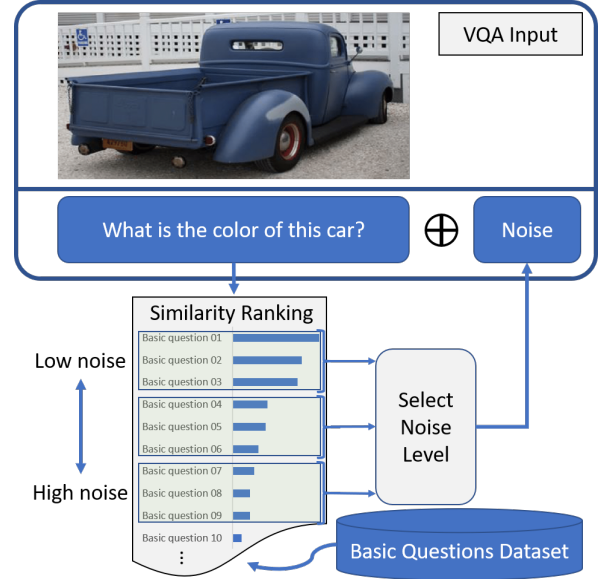 VQA Input
What is the color of this car?
⊕
Noise
Similarity Ranking
Basic question 01
Basic question 02
Basic question 03
Basic question 04
Basic question 05
Basic question 06
Basic question 07
Basic question 08
Basic question 09
Basic question 10
⋮
Low noise
High noise
Select
Noise
Level
Basic Questions Dataset